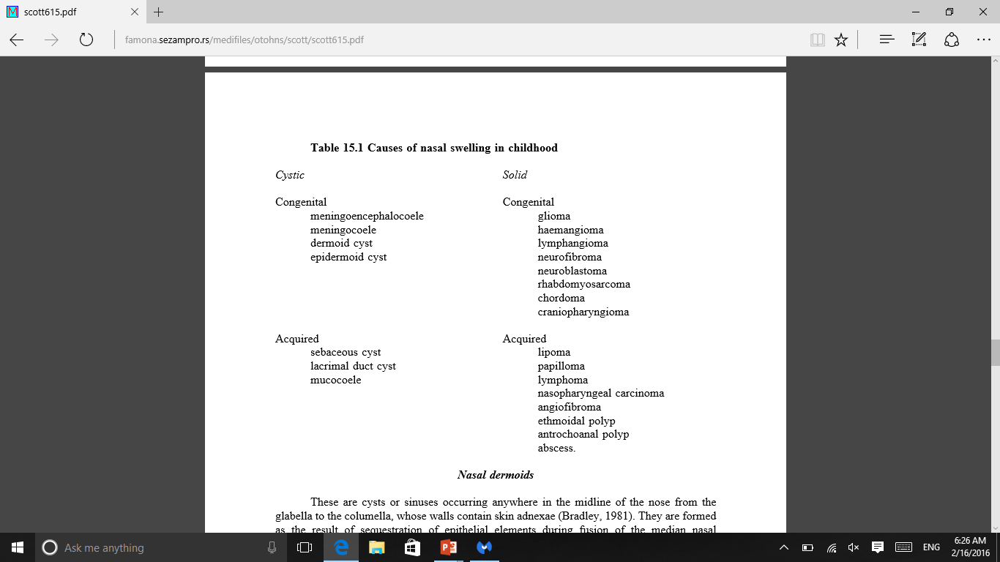 scott615.pdf
famona.sezampro.rs/medifiles/otohns/scott/scott615.pdf
Table 15.1 Causes of nasal swelling in childhood
Cystic Solid
Congenital Congenital
meningoencephalocoele glioma
meningocoele haemangioma
dermoid cyst lymphangioma
epidermoid cyst neurofibroma
neuroblastoma
rhabdomyosarcoma
chordoma
craniopharyngioma
Acquired Acquired
sebaceous cyst lipoma
lacrimal duct cyst papilloma
mucocoele lymphoma
nasopharyngeal carcinoma
angiofibroma
ethmoidal polyp
antrochoanal polyp
abscess.
Nasal dermoids
These are cysts or sinuses occurring anywhere in the midline of the nose from the
glabella to the columella, whose walls contain skin adnexae (Bradley, 1981). They are formed
as the result of sequestration of epithelial elements during fusion of the median nasal
Ask me anything
ENG
6:26 AM
2/16/2016